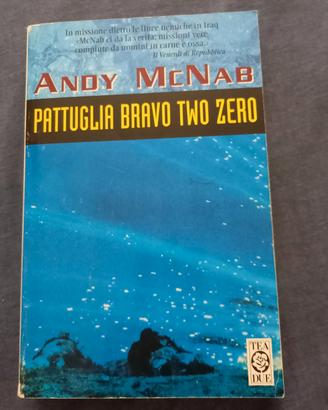 In missione dietro le linee nemiche in Iraq
«McNab ci dà la verità: missioni vere
compiute da uomini in carne e ossa.»
Il Venerdì di Repubblica
ANDY MCNAB
PATTUGLIA BRAVO TWO ZERO
TEA
DUE